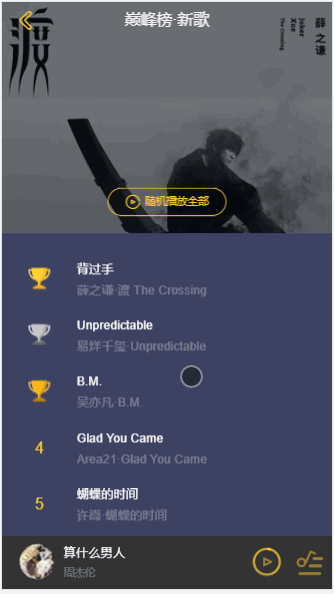 巅峰榜·新歌
渡
薛之谦
Joker
Xue
The Crossing
随机播放全部
背过手
薛之谦·渡 The Crossing
Unpredictable
易烊千玺·Unpredictable
B.M.
吴亦凡·B.M.
4
Glad You Came
Area21·Glad You Came
5
蝴蝶的时间
许嵩·蝴蝶的时间
算什么男人
周杰伦